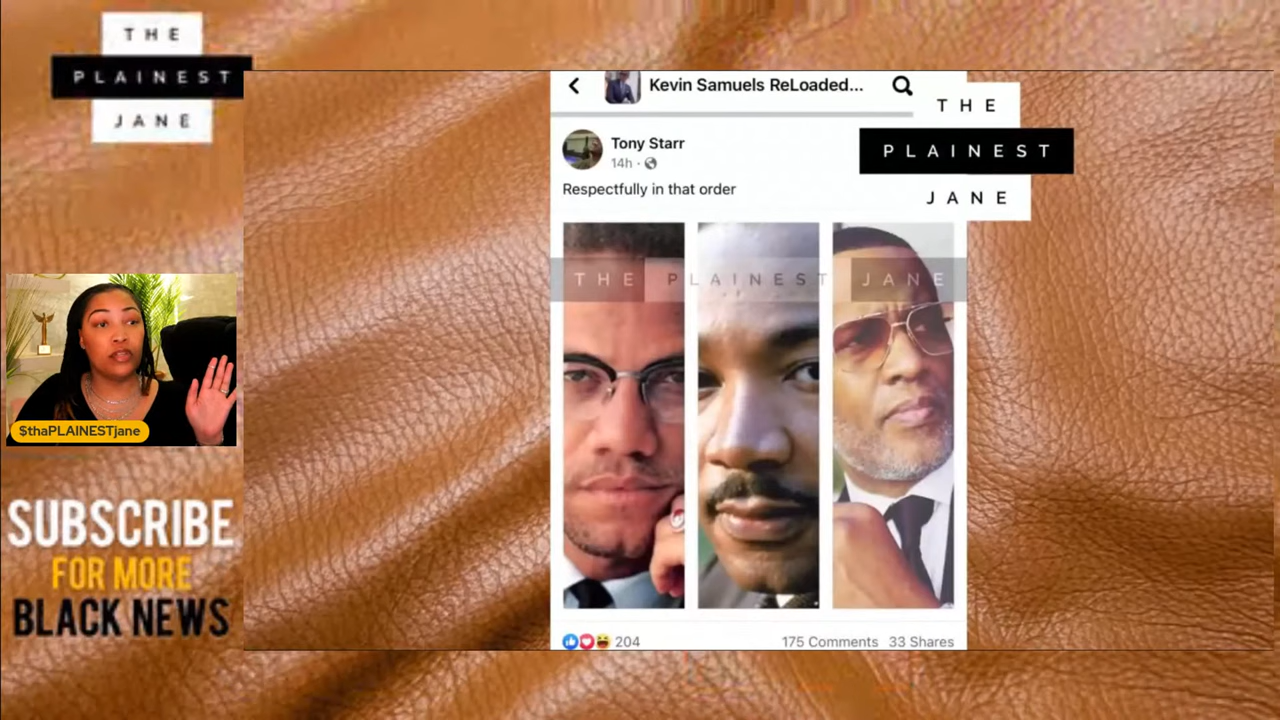 THE
PLAINEST
JANE
Kevin Samuels ReLoaded...
THE
PLAINEST
JANE
Tony Starr
14h ·
Respectfully in that order
THE PLAINEST JANE
$thaPLAINESTjane
SUBSCRIBE
FOR MORE
BLACK NEWS
204
175 Comments 33 Shares